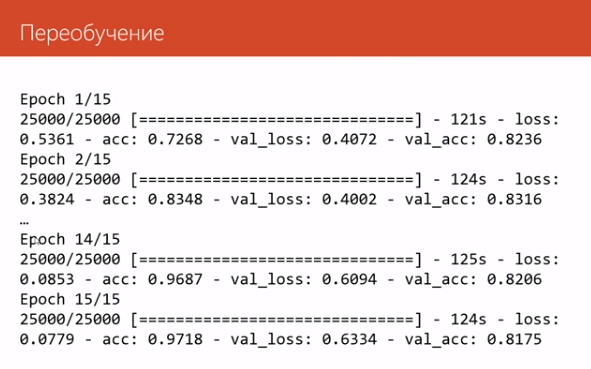 Переобучение
Epoch 1/15
25000/25000 [==============================] - 121s - loss:
0.5361 - acc: 0.7268 - val_loss: 0.4072 - val_acc: 0.8236
Epoch 2/15
25000/25000 [==============================] - 124s - loss:
0.3824 - acc: 0.8348 - val_loss: 0.4002 - val_acc: 0.8316
…
Epoch 14/15
25000/25000 [==============================] - 125s - loss:
0.0853 - acc: 0.9687 - val_loss: 0.6094 - val_acc: 0.8206
Epoch 15/15
25000/25000 [==============================] - 124s - loss:
0.0779 - acc: 0.9718 - val_loss: 0.6334 - val_acc: 0.8175